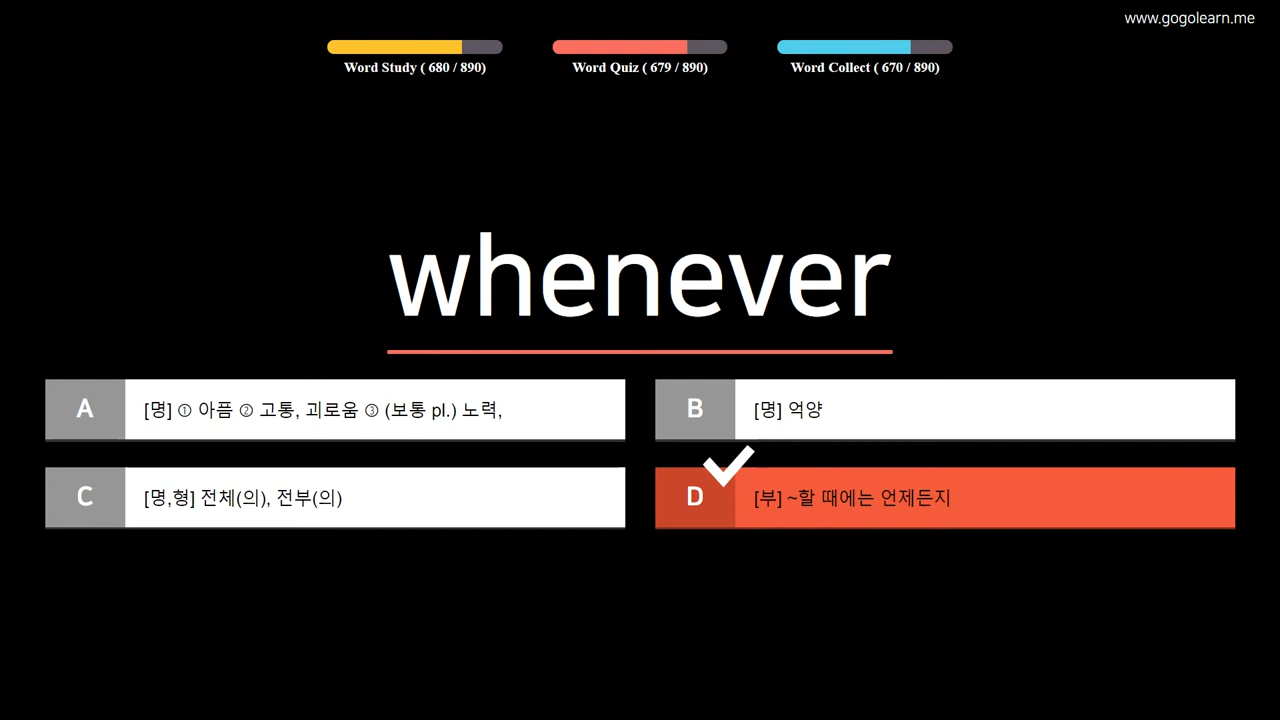 www.gogolearn.me
Word Study ( 680 / 890)
Word Quiz ( 679 / 890)
Word Collect ( 670 / 890)
whenever
A
[명] ① 아픔 ② 고통, 괴로움 ③ (보통 pl.) 노력,
B
[명] 억양
C
[명,형] 전체(의), 전부(의)
D
[부] ~할 때에는 언제든지